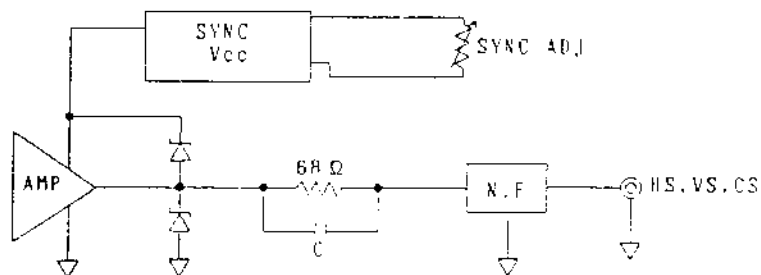 SYNC
Vcc
SYNC ADJ
68 Ω
AMP
N.F
HS.VS.CS
C